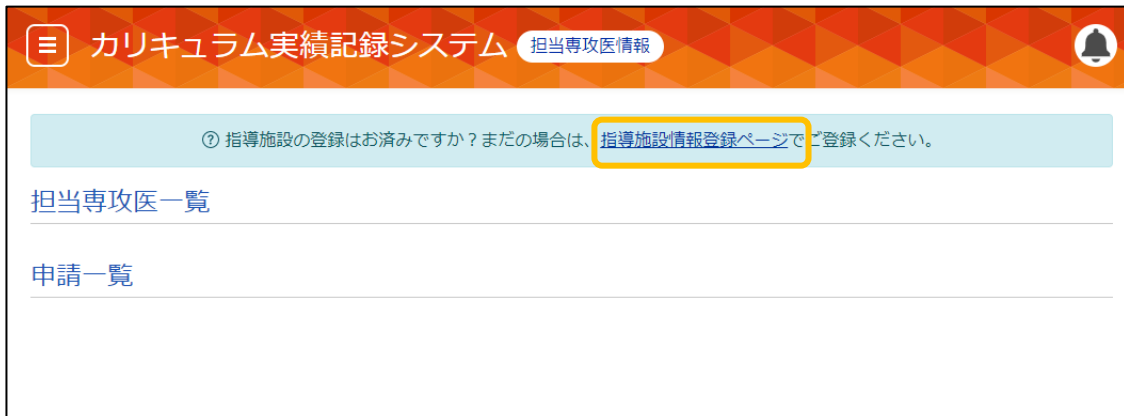 カリキュラム実績記録システム 担当専攻医情報
? 指導施設の登録はお済みですか？まだの場合は、指導施設情報登録ページでご登録ください。
担当専攻医一覧
申請一覧